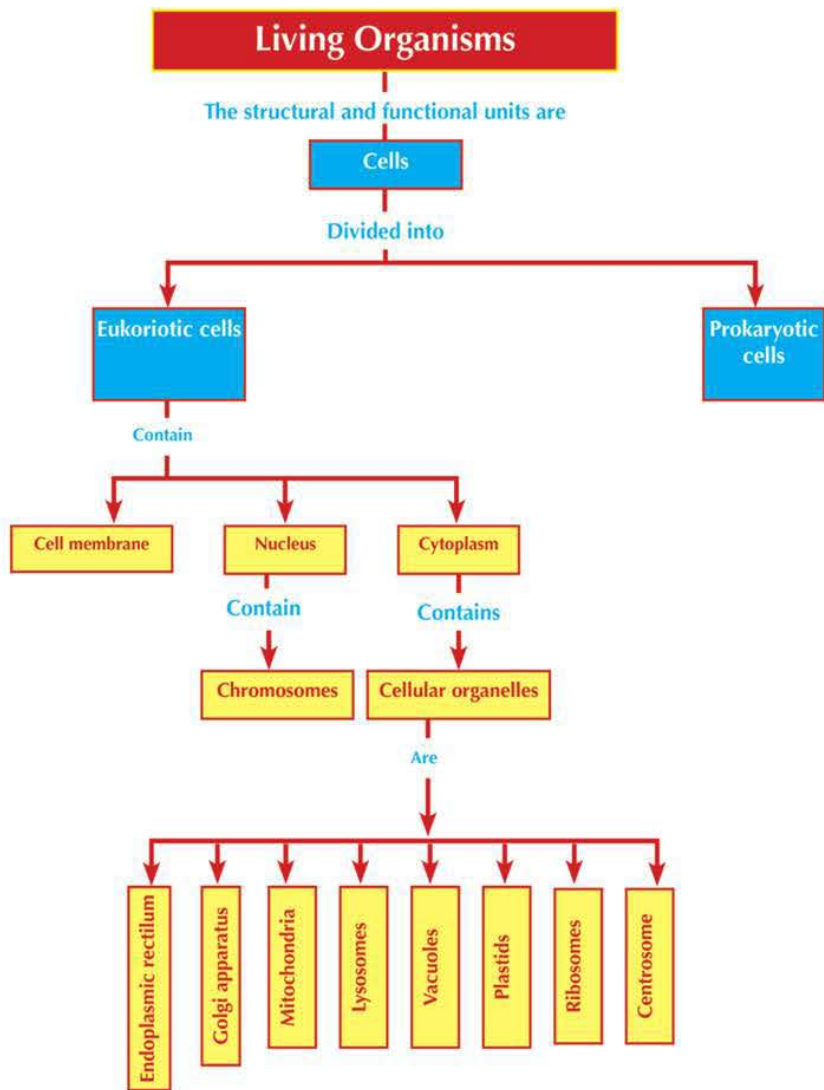 Living Organisms
The structural and functional units are
Cells
Divided into
Eukoriotic cells
Prokaryotic
cells
Contain
Cell membrane
Nucleus
Cytoplasm
Contain
Contains
Chromosomes
Cellular organelles
Are
Endoplasmic rectilum
Golgi apparatus
Mitochondria
Lysosomes
Vacuoles
Plastids
Ribosomes
Centrosome